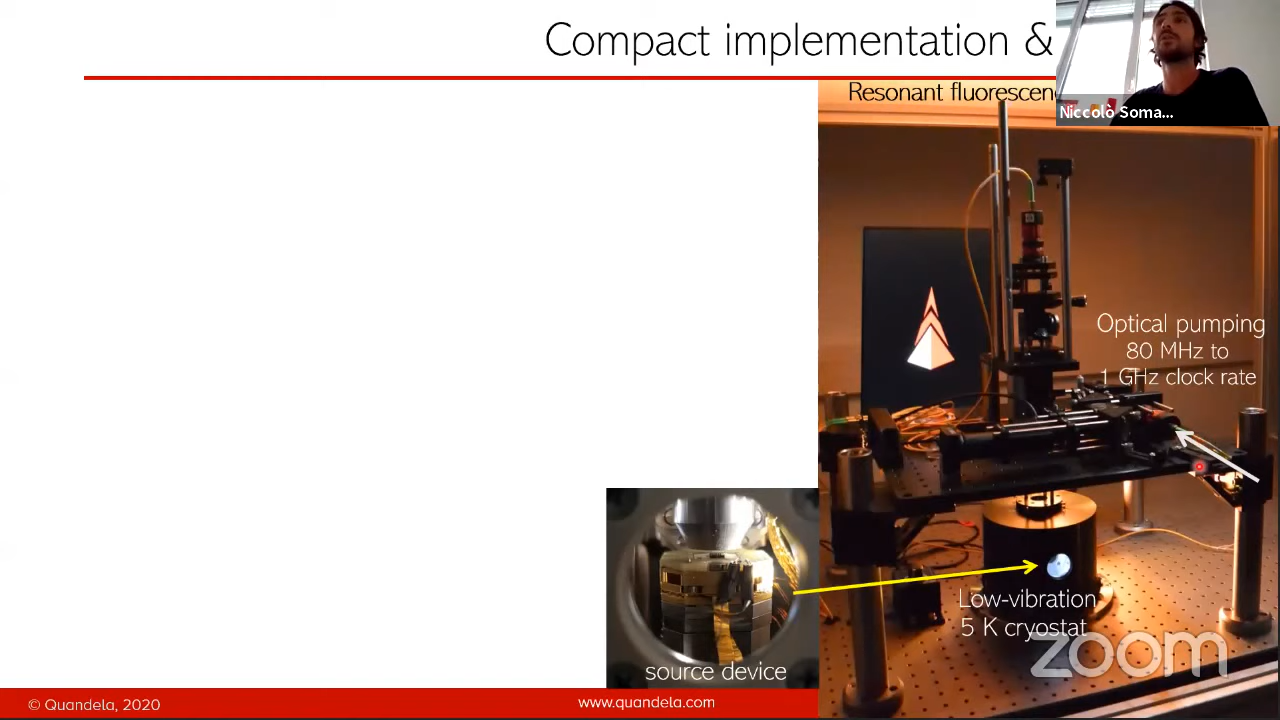 Compact implementation &
Resonant fluorescen
Niccolò Soma...
Optical pumping
80 MHz to
1 GHz clock rate
Low-vibration
5 K cryostat
zoom
source device
© Quandela, 2020
www.quandela.com